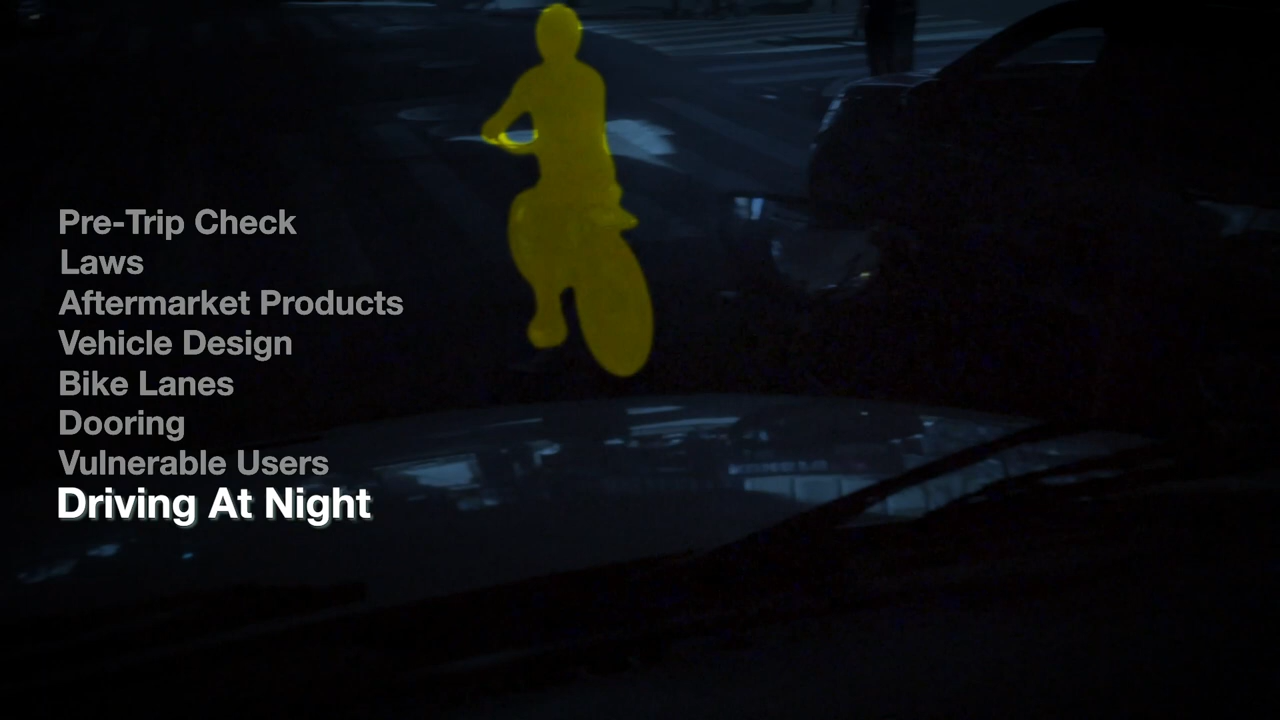 Pre-Trip Check
Laws
Aftermarket Products
Vehicle Design
Bike Lanes
Dooring
Vulnerable Users
Driving At Night